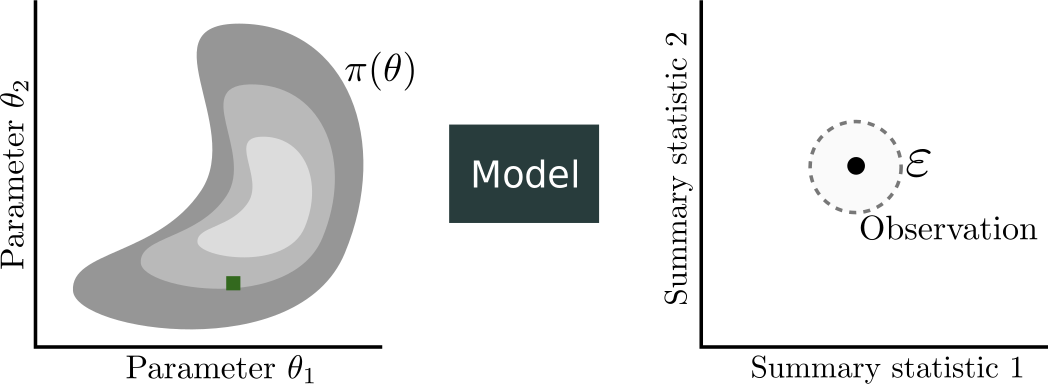 Parameter θ₂
π(θ)
Parameter θ₁
Model
Summary statistic 2
ε
Observation
Summary statistic 1